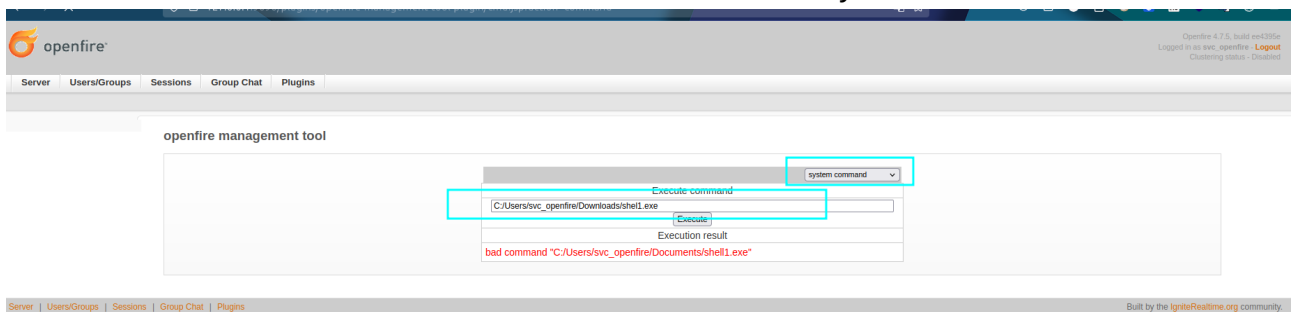 openfire
Openfire 4.7.5, build ee4395e
Logged in as svc_openfire - Logout
Clustering status - Disabled
Server Users/Groups Sessions Group Chat Plugins
openfire management tool
system command
Execute command
C:/Users/svc_openfire/Downloads/shel1.exe
Execute
Execution result
bad command "C:/Users/svc_openfire/Documents/shell1.exe"
Server | Users/Groups | Sessions | Group Chat | Plugins
Built by the IgniteRealtime.org community.